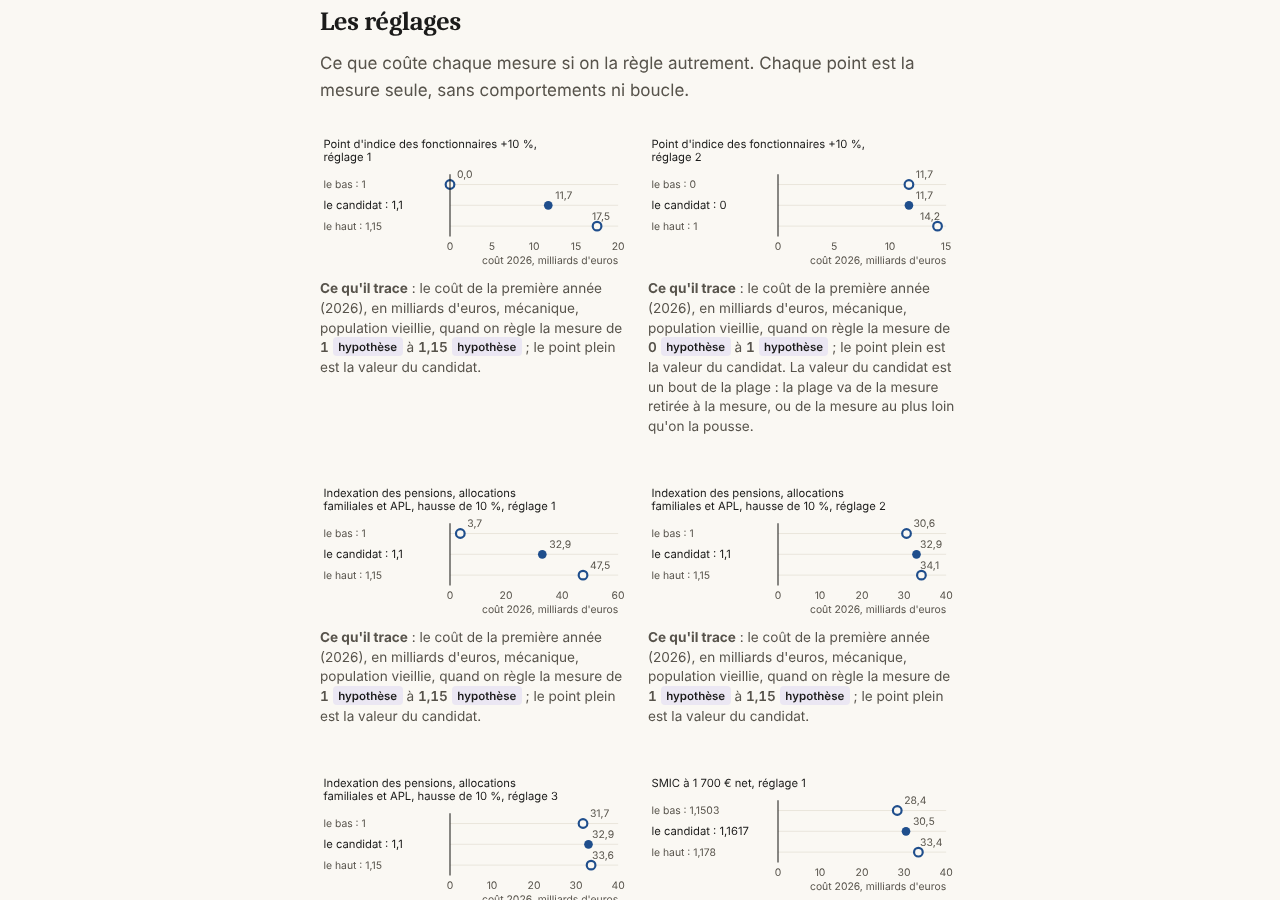 Les réglages
Ce que coûte chaque mesure si on la règle autrement. Chaque point est la
mesure seule, sans comportements ni boucle.
Point d'indice des fonctionnaires +10 %,
réglage 1
le bas : 1
0,0
le candidat : 1,1
11,7
le haut : 1,15
17,5
0 5 10 15 20
coût 2026, milliards d'euros
Ce qu'il trace : le coût de la première année
(2026), en milliards d'euros, mécanique,
population vieillie, quand on règle la mesure de
1 hypothèse à 1,15 hypothèse ; le point plein
est la valeur du candidat.
Point d'indice des fonctionnaires +10 %,
réglage 2
le bas : 0
11,7
le candidat : 0
11,7
le haut : 1
14,2
0 5 10 15
coût 2026, milliards d'euros
Ce qu'il trace : le coût de la première année
(2026), en milliards d'euros, mécanique,
population vieillie, quand on règle la mesure de
0 hypothèse à 1 hypothèse ; le point plein est
la valeur du candidat. La valeur du candidat est
un bout de la plage : la plage va de la mesure
retirée à la mesure, ou de la mesure au plus loin
qu'on la pousse.
Indexation des pensions, allocations
familiales et APL, hausse de 10 %, réglage 1
le bas : 1
3,7
le candidat : 1,1
32,9
le haut : 1,15
47,5
0 20 40 60
coût 2026, milliards d'euros
Ce qu'il trace : le coût de la première année
(2026), en milliards d'euros, mécanique,
population vieillie, quand on règle la mesure de
1 hypothèse à 1,15 hypothèse ; le point plein
est la valeur du candidat.
Indexation des pensions, allocations
familiales et APL, hausse de 10 %, réglage 2
le bas : 1
30,6
le candidat : 1,1
32,9
le haut : 1,15
34,1
0 10 20 30 40
coût 2026, milliards d'euros
Ce qu'il trace : le coût de la première année
(2026), en milliards d'euros, mécanique,
population vieillie, quand on règle la mesure de
1 hypothèse à 1,15 hypothèse ; le point plein
est la valeur du candidat.
Indexation des pensions, allocations
familiales et APL, hausse de 10 %, réglage 3
le bas : 1
31,7
le candidat : 1,1
32,9
le haut : 1,15
33,6
0 10 20 30 40
coût 2026, milliards d'euros
SMIC à 1 700 € net, réglage 1
le bas : 1,1503
28,4
le candidat : 1,1617
30,5
le haut : 1,178
33,4
0 10 20 30 40
coût 2026, milliards d'euros